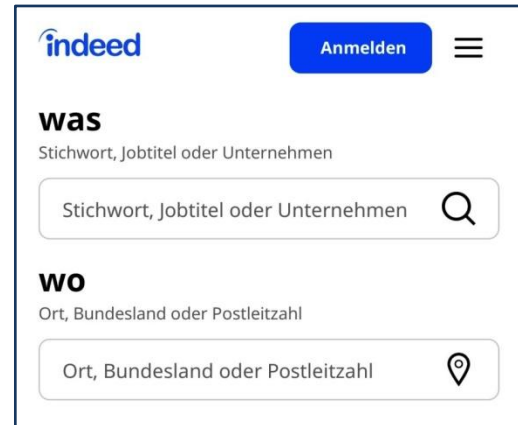 indeed
Anmelden
was
Stichwort, Jobtitel oder Unternehmen
Stichwort, Jobtitel oder Unternehmen
wo
Ort, Bundesland oder Postleitzahl
Ort, Bundesland oder Postleitzahl